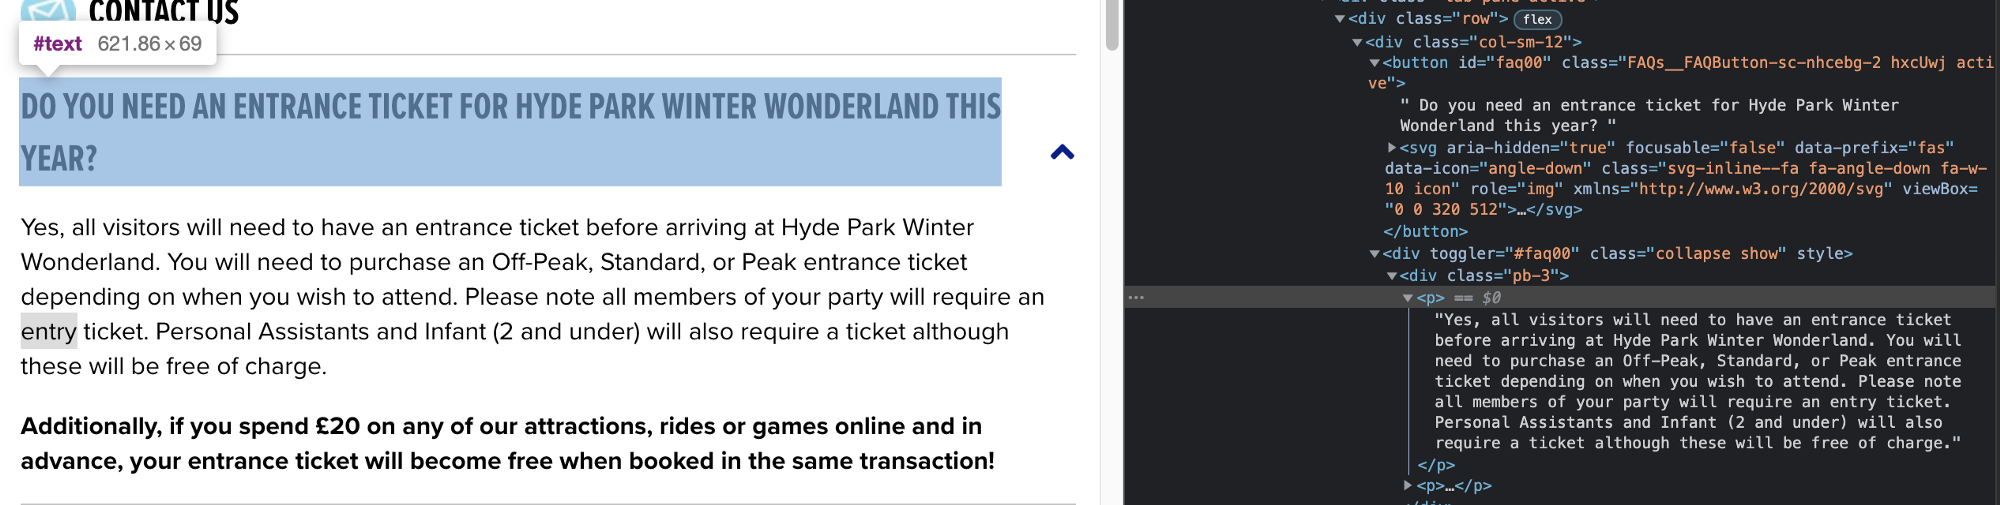 CONTACT US
#text 621.86×69
DO YOU NEED AN ENTRANCE TICKET FOR HYDE PARK WINTER WONDERLAND THIS
YEAR?
Yes, all visitors will need to have an entrance ticket before arriving at Hyde Park Winter
Wonderland. You will need to purchase an Off-Peak, Standard, or Peak entrance ticket
depending on when you wish to attend. Please note all members of your party will require an
entry ticket. Personal Assistants and Infant (2 and under) will also require a ticket although
these will be free of charge.
Additionally, if you spend £20 on any of our attractions, rides or games online and in
advance, your entrance ticket will become free when booked in the same transaction!
▼<div class="row"> flex
▼<div class="col-sm-12">
▼<button id="faq00" class="FAQs__FAQButton-sc-nhcebg-2 hxcUwj acti
ve">
" Do you need an entrance ticket for Hyde Park Winter
Wonderland this year? "
▶<svg aria-hidden="true" focusable="false" data-prefix="fas"
data-icon="angle-down" class="svg-inline--fa fa-angle-down fa-w-
10 icon" role="img" xmlns="http://www.w3.org/2000/svg" viewBox=
"0 0 320 512">…</svg>
</button>
▼<div toggler="#faq00" class="collapse show" style>
▼<div class="pb-3">
▼<p> == $0
"Yes, all visitors will need to have an entrance ticket
before arriving at Hyde Park Winter Wonderland. You will
need to purchase an Off-Peak, Standard, or Peak entrance
ticket depending on when you wish to attend. Please note
all members of your party will require an entry ticket.
Personal Assistants and Infant (2 and under) will also
require a ticket although these will be free of charge."
</p>
▶<p>…</p>